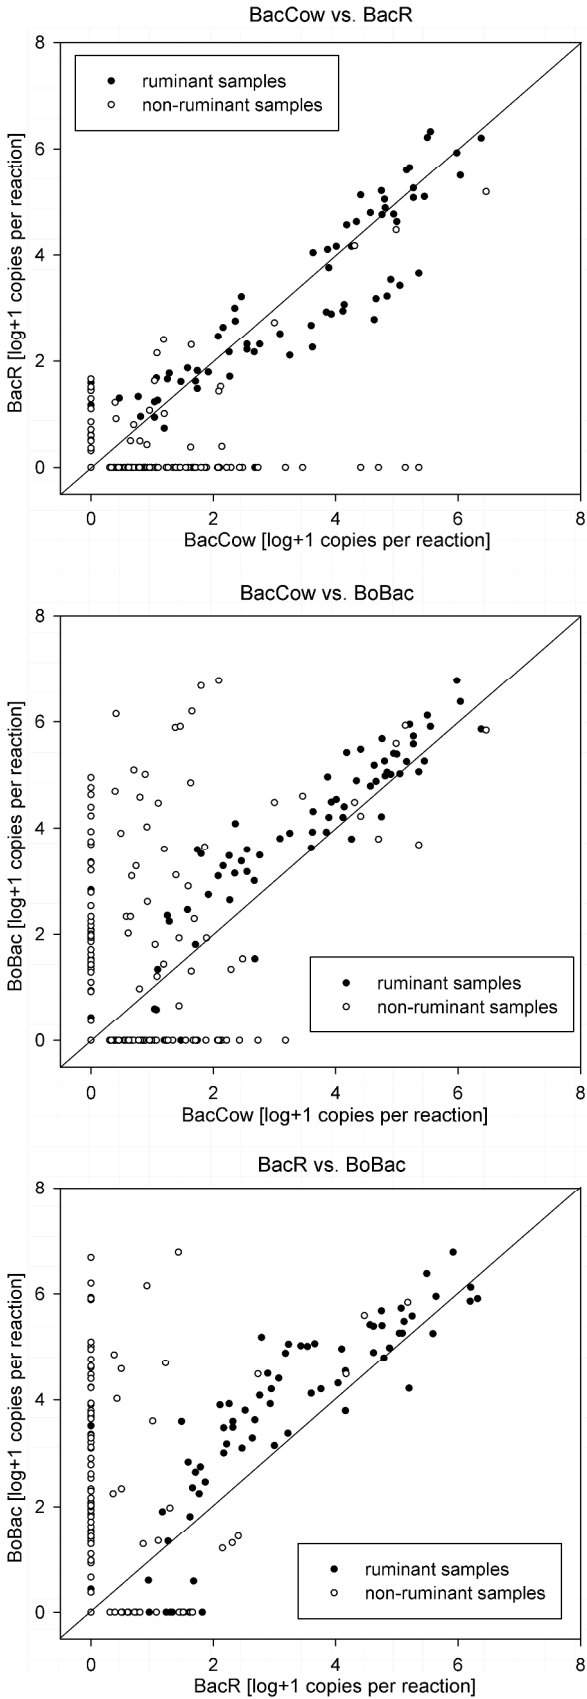 BacCow vs. BacR
8
ruminant samples
non-ruminant samples
6
4
2
0
BacR [log+1 copies per reaction]
0 2 4 6 8
BacCow [log+1 copies per reaction]
BacCow vs. BoBac
8
6
4
2
0
BoBac [log+1 copies per reaction]
ruminant samples
non-ruminant samples
0 2 4 6 8
BacCow [log+1 copies per reaction]
BacR vs. BoBac
8
6
4
2
0
BoBac [log+1 copies per reaction]
ruminant samples
non-ruminant samples
0 2 4 6 8
BacR [log+1 copies per reaction]